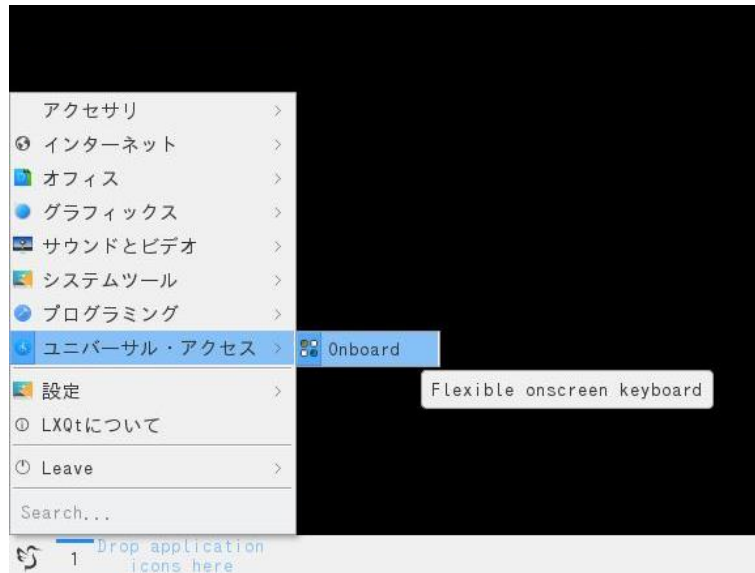 アクセサリ
インターネット
オフィス
グラフィックス
サウンドとビデオ
システムツール
プログラミング
ユニバーサル・アクセス
Onboard
Flexible onscreen keyboard
設定
LXQtについて
Leave
Search...
1
Drop application
icons here